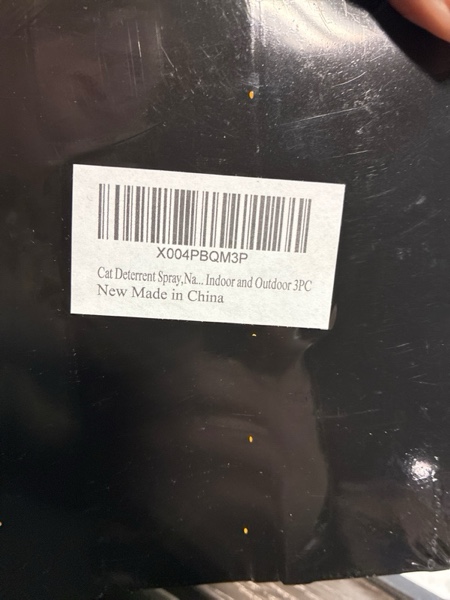 X004PBQM3P
Cat Deterrent Spray,Na... Indoor and Outdoor 3PC
New Made in China